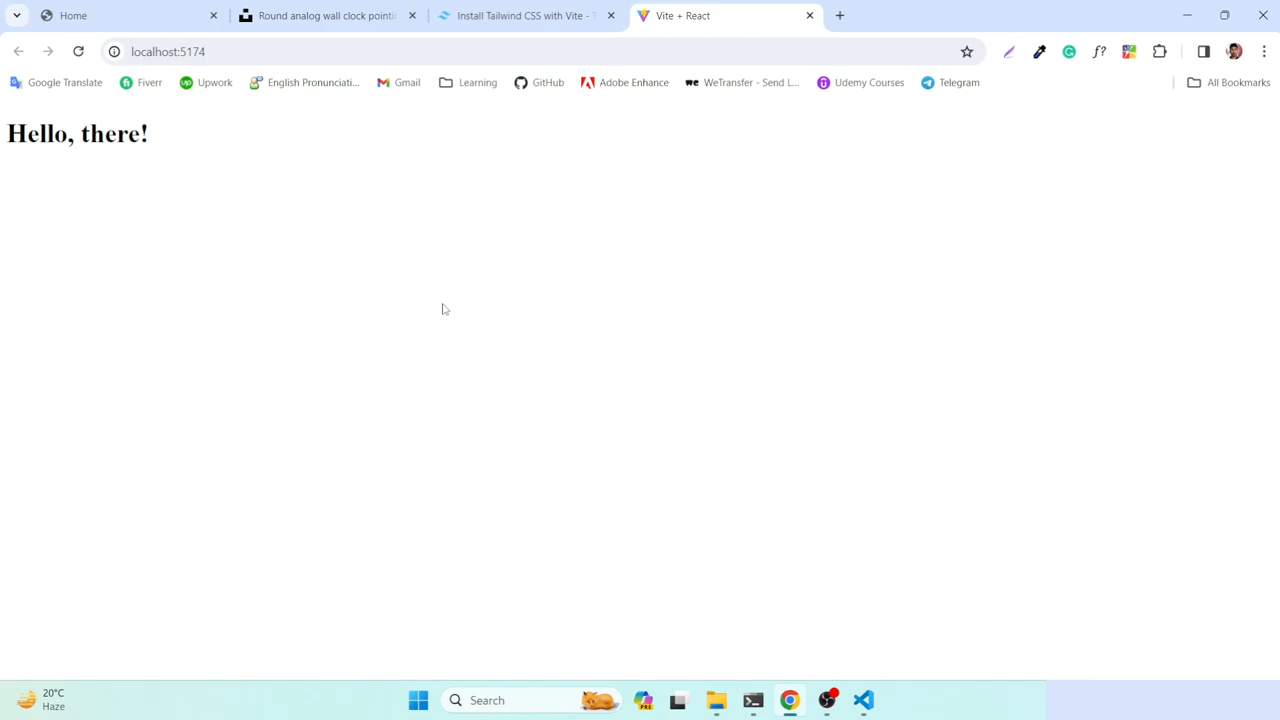 Home
Round analog wall clock pointin
Install Tailwind CSS with Vite - T
Vite + React
localhost:5174
Google Translate
Fiverr
Upwork
English Pronunciati...
Gmail
Learning
GitHub
Adobe Enhance
WeTransfer - Send L...
Udemy Courses
Telegram
All Bookmarks
Hello, there!
20°C
Haze
Search